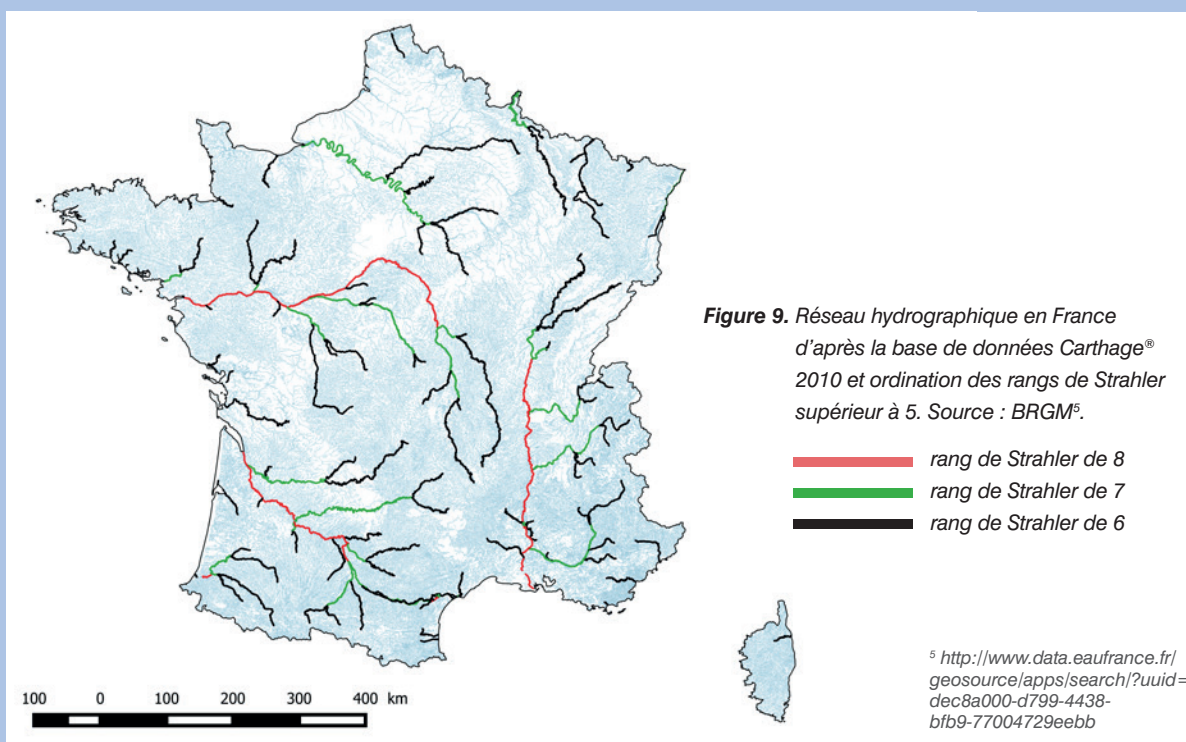 Figure 9. Réseau hydrographique en France
d'après la base de données Carthage®
2010 et ordination des rangs de Strahler
supérieur à 5. Source : BRGM⁵.
rang de Strahler de 8
rang de Strahler de 7
rang de Strahler de 6
⁵ http://www.data.eaufrance.fr/
geosource/apps/search/?uuid=
dec8a000-d799-4438-
bfb9-77004729eebb
100 0 100 200 300 400 km